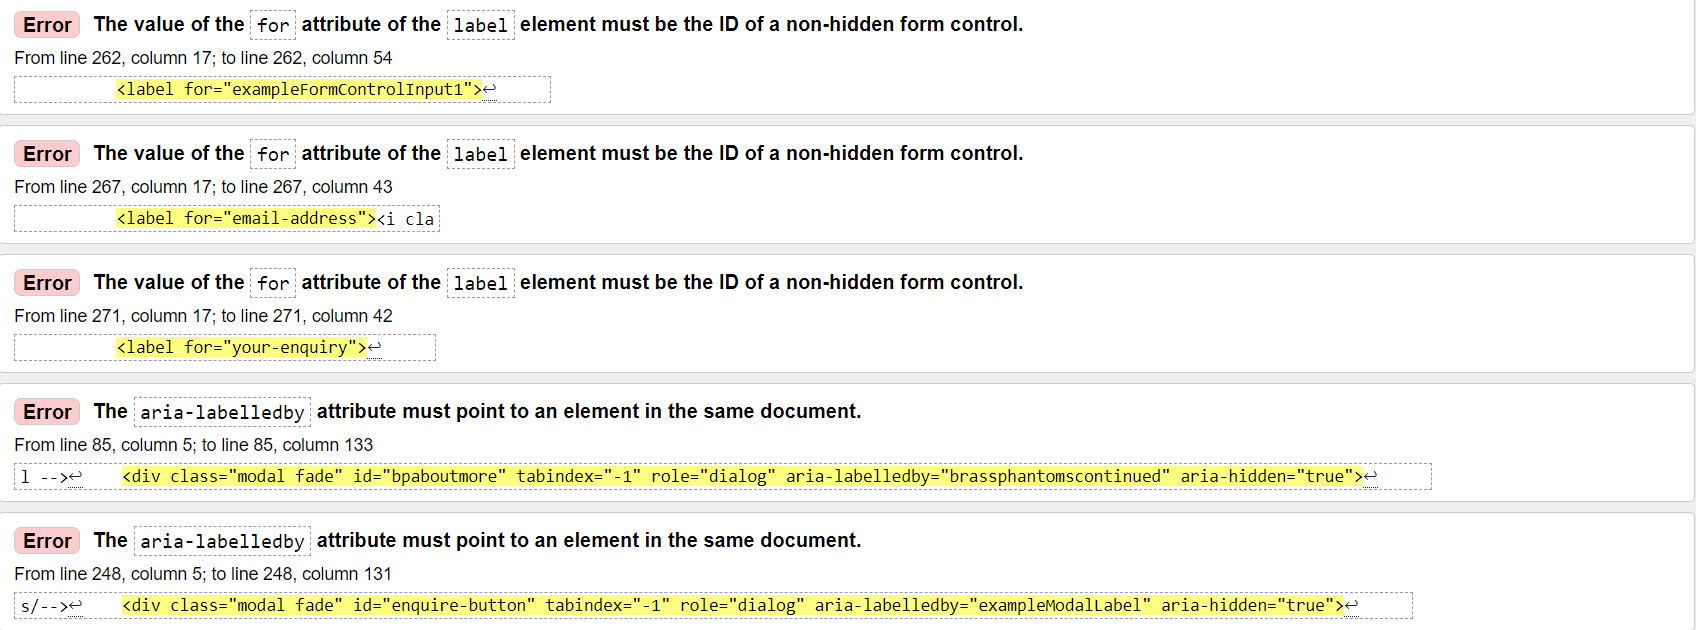 Error The value of the for attribute of the label element must be the ID of a non-hidden form control.
From line 262, column 17; to line 262, column 54
<label for="exampleFormControlInput1">↩
Error The value of the for attribute of the label element must be the ID of a non-hidden form control.
From line 267, column 17; to line 267, column 43
<label for="email-address"><i cla
Error The value of the for attribute of the label element must be the ID of a non-hidden form control.
From line 271, column 17; to line 271, column 42
<label for="your-enquiry">↩
Error The aria-labelledby attribute must point to an element in the same document.
From line 85, column 5; to line 85, column 133
l -->↩ <div class="modal fade" id="bpaboutmore" tabindex="-1" role="dialog" aria-labelledby="brassphantomscontinued" aria-hidden="true">↩
Error The aria-labelledby attribute must point to an element in the same document.
From line 248, column 5; to line 248, column 131
s/-->↩ <div class="modal fade" id="enquire-button" tabindex="-1" role="dialog" aria-labelledby="exampleModalLabel" aria-hidden="true">↩